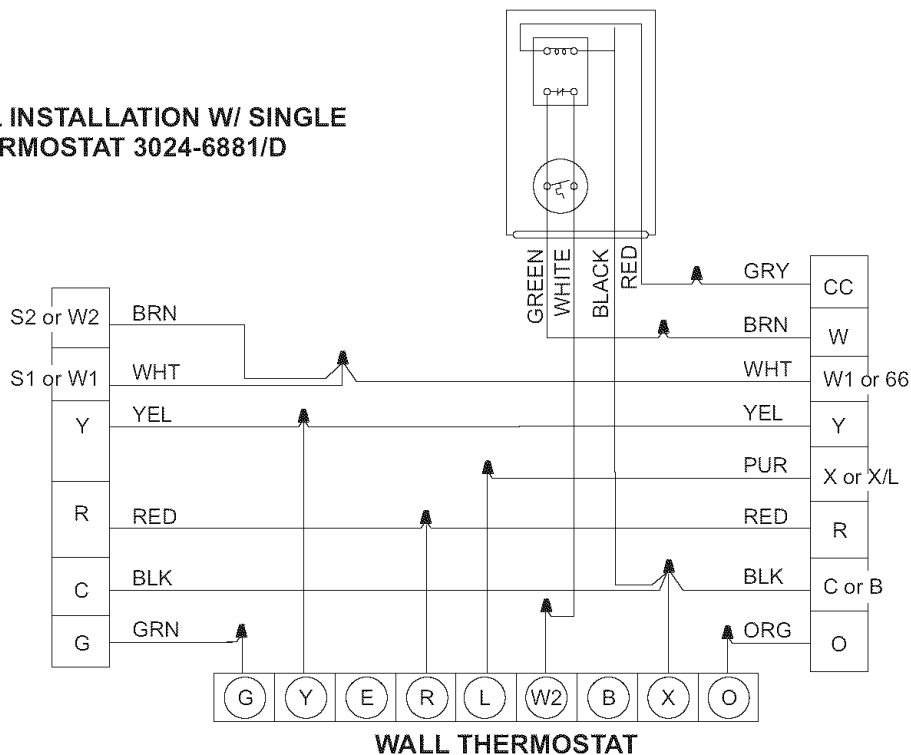 INSTALLATION W/ SINGLE
3024-6881/D
GREEN
WHITE
BLACK
RED
GRY
CC
S2 or W2
BRN
BRN
W
S1 or W1
WHT
WHT
W1 or 66
Y
YEL
YEL
Y
PUR
X or X/L
R
RED
RED
R
C
BLK
BLK
C or B
G
GRN
ORG
O
G
Y
E
R
L
W2
B
X
O
WALL THERMOSTAT